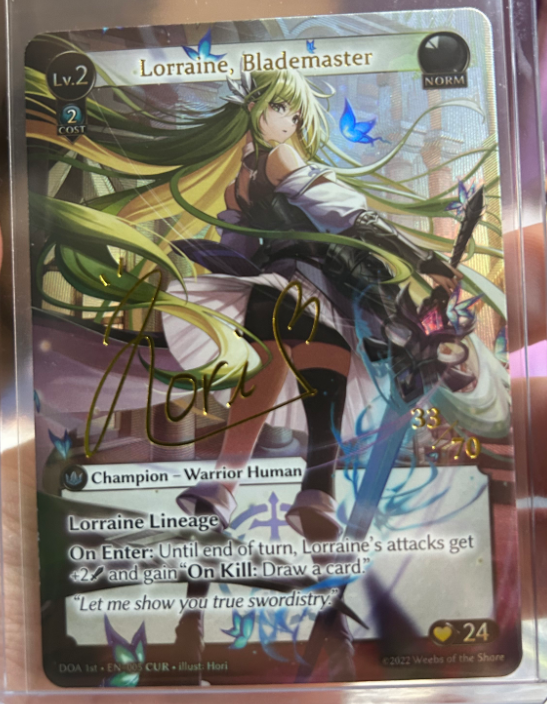 Lv.2
Lorraine, Blademaster
NORM
2
COST
Hori
38
70
Champion – Warrior Human
Lorraine Lineage
On Enter: Until end of turn, Lorraine's attacks get
+2 and gain "On Kill: Draw a card."
"Let me show you true swordistry."
24
DOA 1st • EN-005 CUR • illust. Hori
©2022 Weebs of the Shore